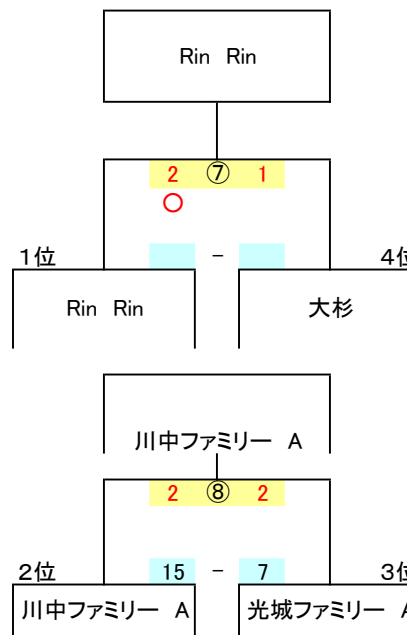 Rin Rin
2 ⑦ 1
○
1位 － 4位
Rin Rin 大杉
川中ファミリー A
2 ⑧ 2
2位 15 － 7 3位
川中ファミリー A 光城ファミリー A